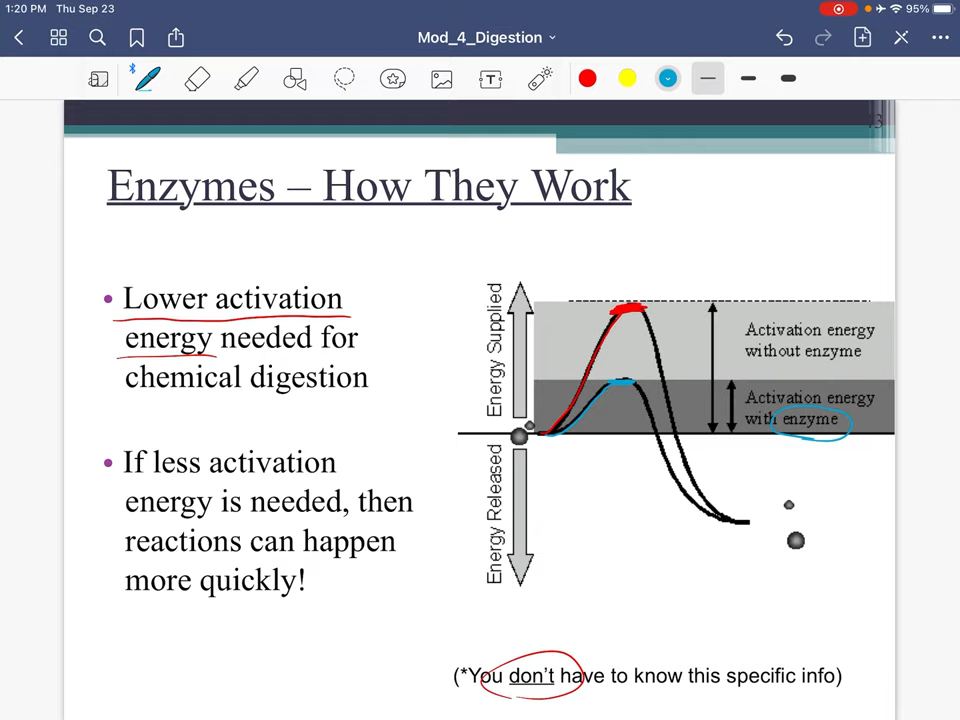 1:20 PM Thu Sep 23
95%
Mod_4_Digestion
Enzymes – How They Work
• Lower activation
energy needed for
chemical digestion
• If less activation
energy is needed, then
reactions can happen
more quickly!
Energy Supplied
Energy Released
Activation energy
without enzyme
Activation energy
with enzyme
(*You don't have to know this specific info)